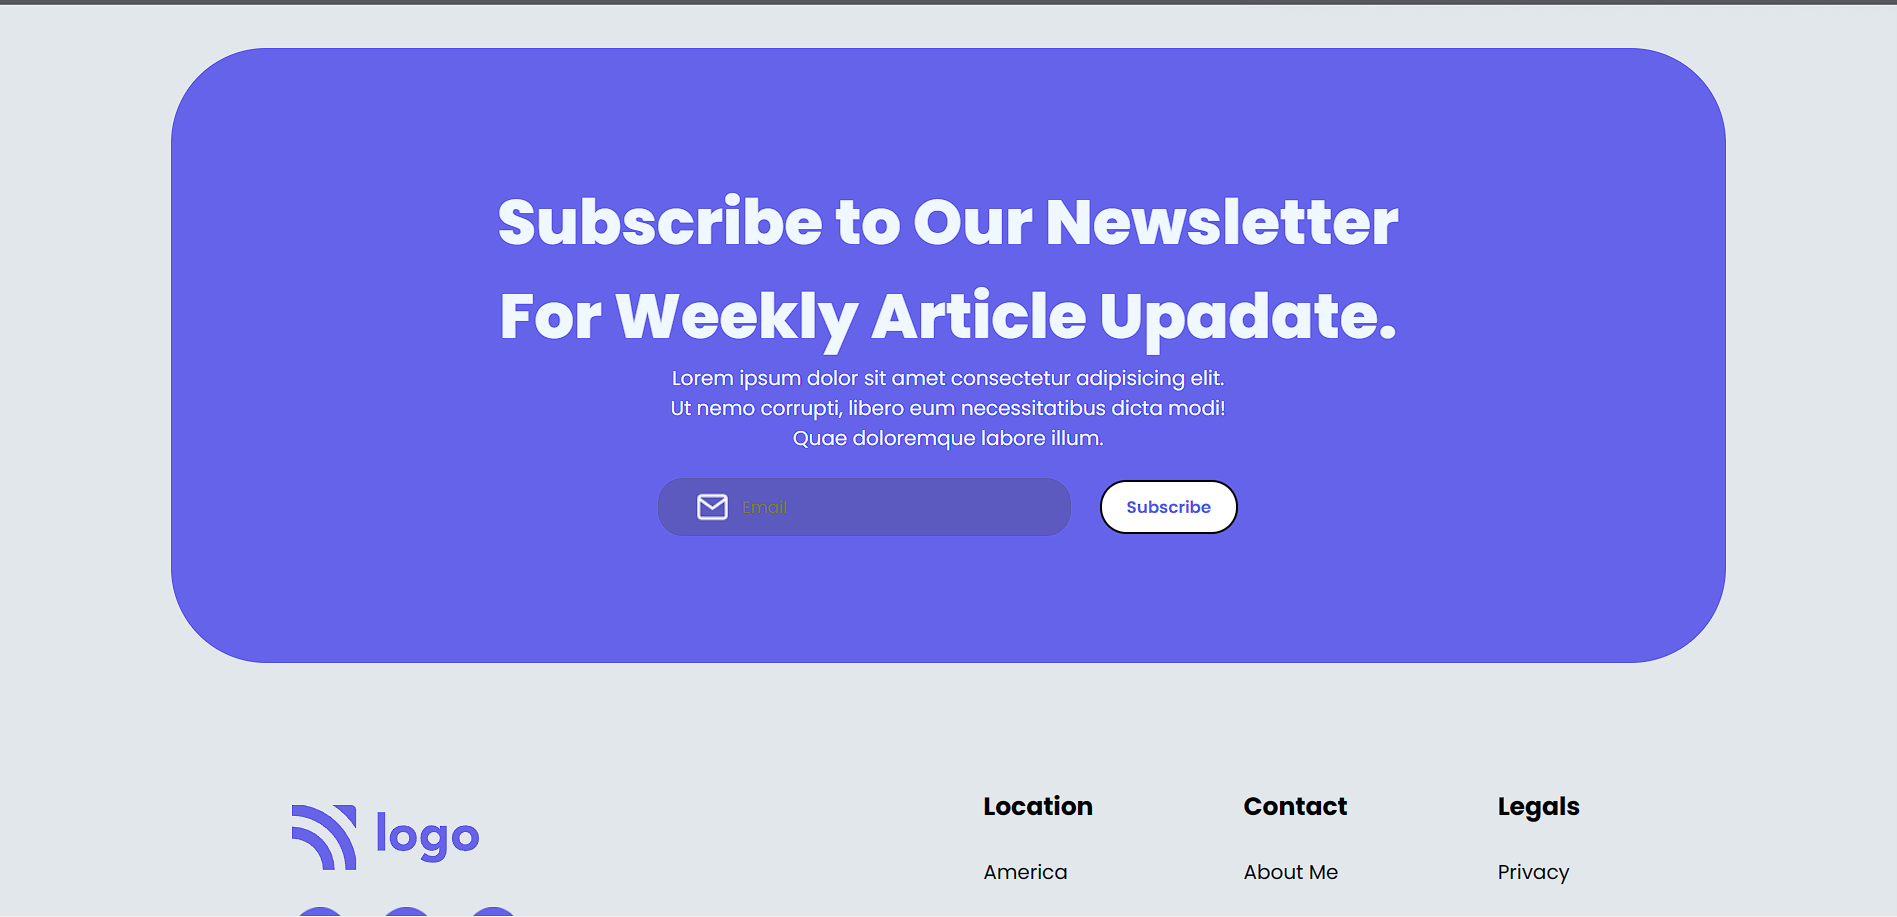 Subscribe to Our Newsletter
For Weekly Article Upadate.
Lorem ipsum dolor sit amet consectetur adipisicing elit.
Ut nemo corrupti, libero eum necessitatibus dicta modi!
Quae doloremque labore illum.
Email
Subscribe
logo
Location
Contact
Legals
America
About Me
Privacy